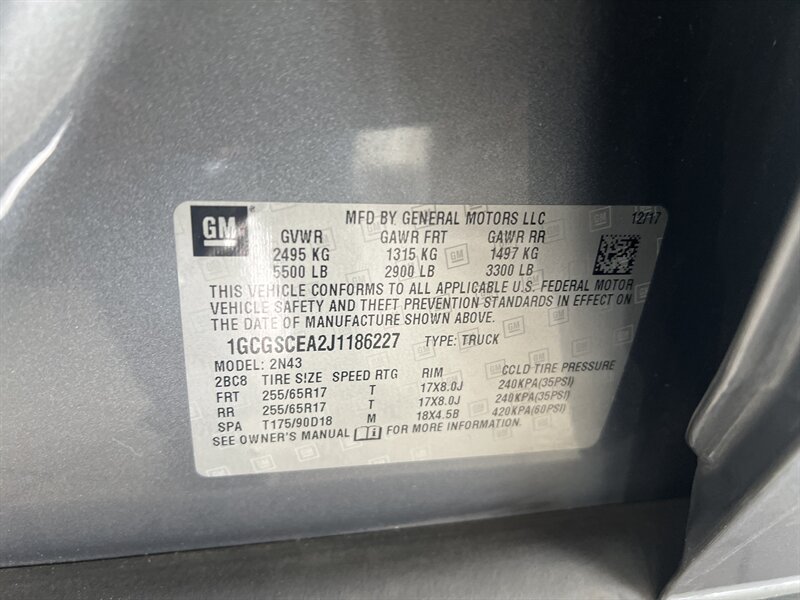 GM MFD BY GENERAL MOTORS LLC 12/17
GVWR GAWR FRT GAWR RR
2495 KG 1315 KG 1497 KG
5500 LB 2900 LB 3300 LB
THIS VEHICLE CONFORMS TO ALL APPLICABLE U.S. FEDERAL MOTOR
VEHICLE SAFETY AND THEFT PREVENTION STANDARDS IN EFFECT ON
THE DATE OF MANUFACTURE SHOWN ABOVE.
1GCGSCEA2J1186227 TYPE: TRUCK
MODEL: 2N43
2BC8 TIRE SIZE SPEED RTG RIM COLD TIRE PRESSURE
FRT 255/65R17 T 17X8.0J 240KPA(35PSI)
RR 255/65R17 T 17X8.0J 240KPA(35PSI)
SPA T175/90D18 M 18X4.5B 420KPA(60PSI)
SEE OWNER'S MANUAL FOR MORE INFORMATION.